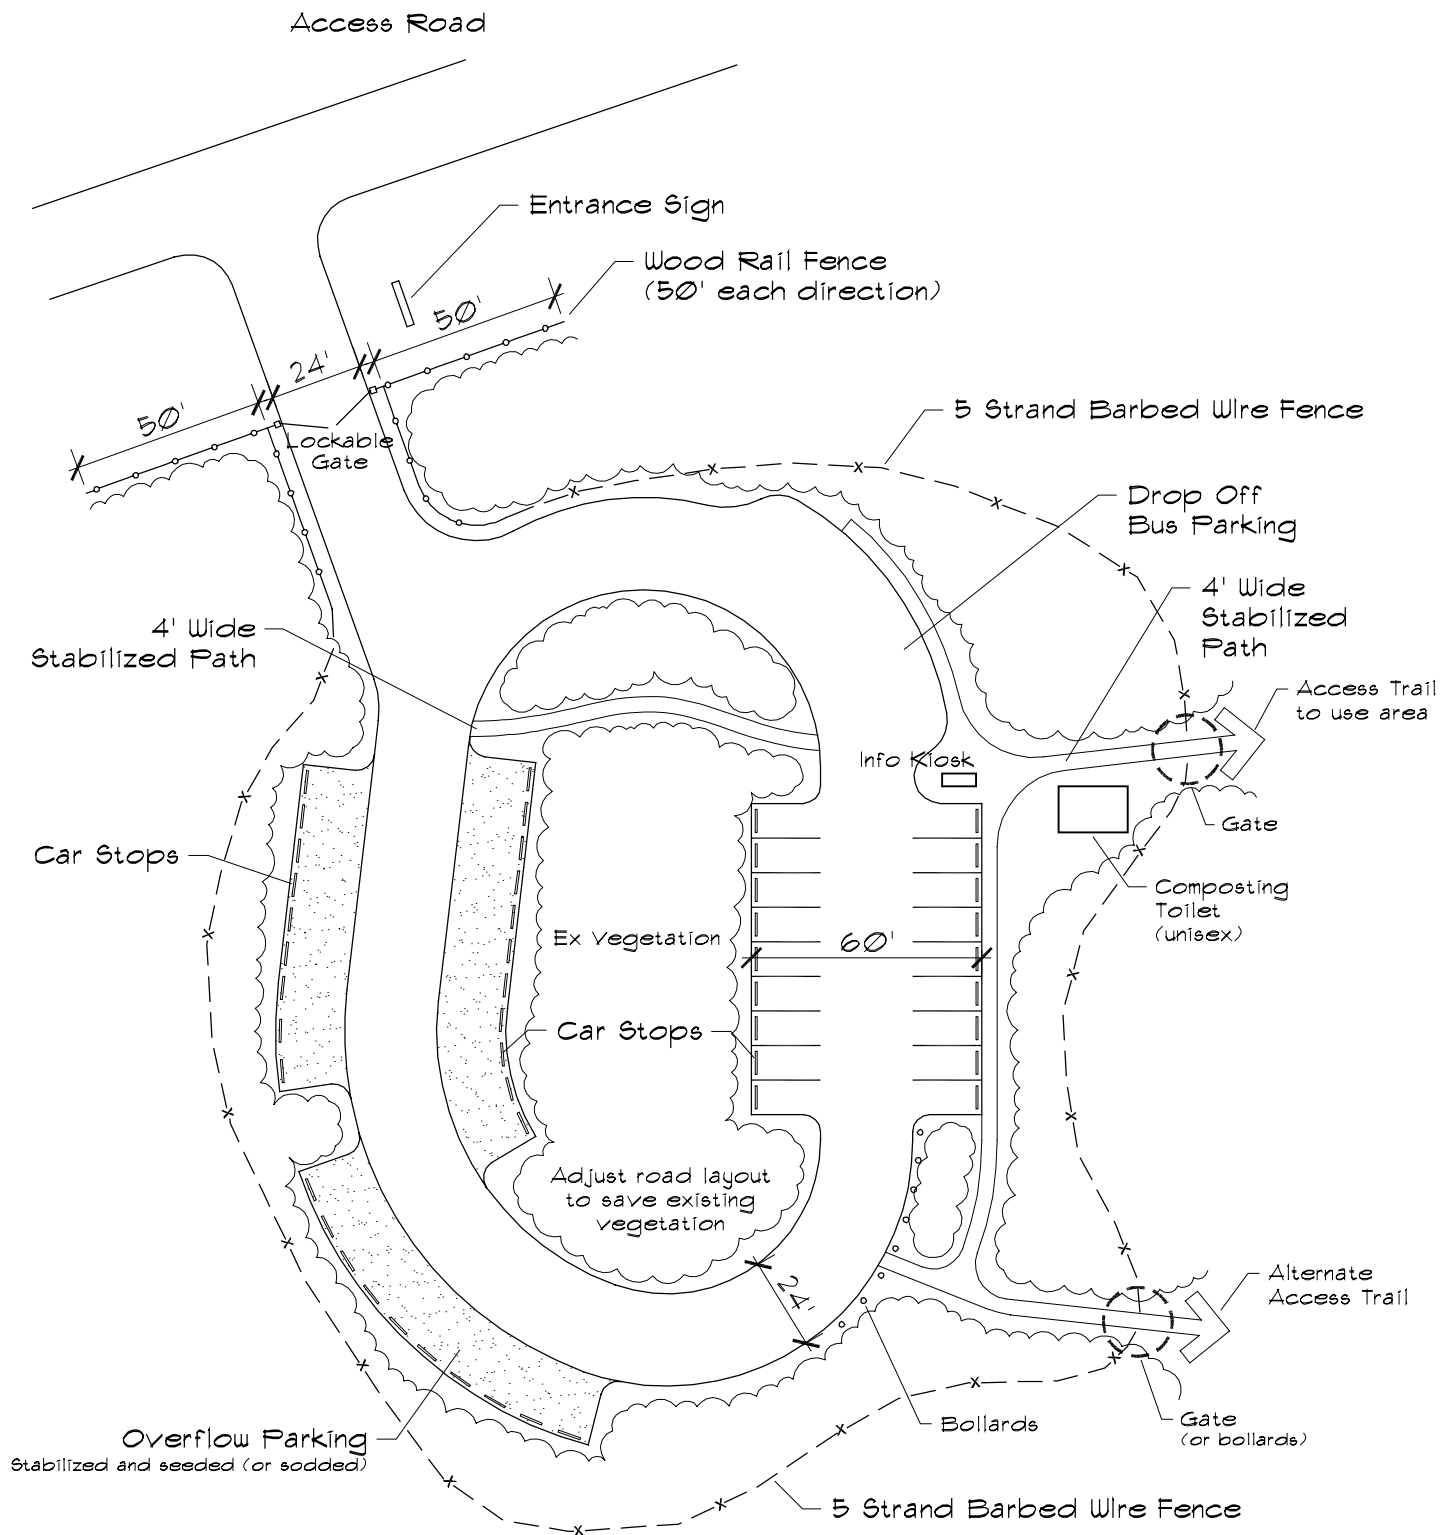 Access Road
Entrance Sign
Wood Rail Fence
(50' each direction)
50'
24'
50'
Lockable
Gate
5 Strand Barbed Wire Fence
Drop Off
Bus Parking
4' Wide
Stabilized
Path
4' Wide
Stabilized Path
Access Trail
to use area
Info Kiosk
Gate
Car Stops
Composting
Toilet
(unisex)
Ex Vegetation
60'
Car Stops
Adjust road layout
to save existing
vegetation
24'
Alternate
Access Trail
Bollards
Gate
(or bollards)
Overflow Parking
Stabilized and seeded (or sodded)
5 Strand Barbed Wire Fence